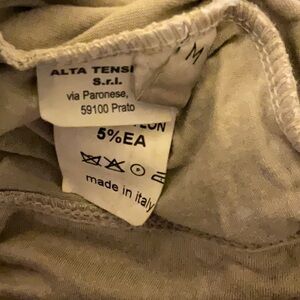 ALTA TENSI
S.r.l.
via Paronese,
59100 Prato
M
5%EA
made in italy